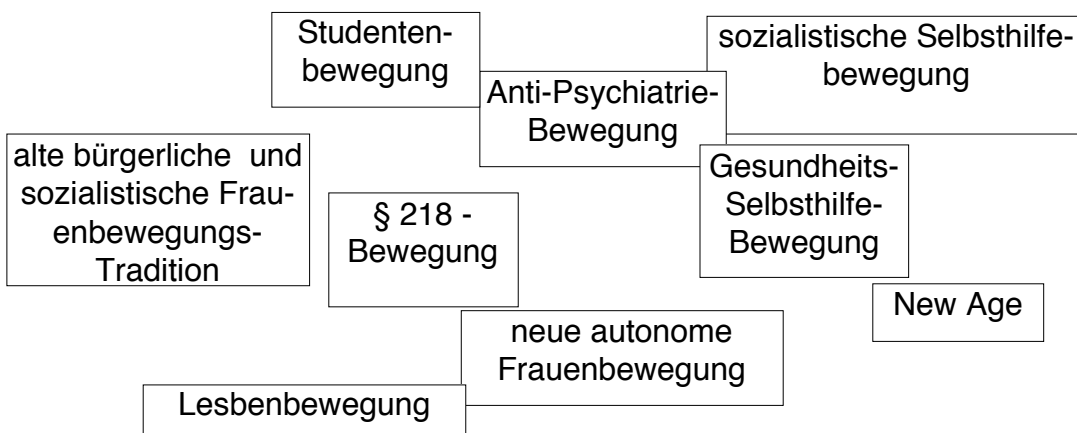 Studenten-
bewegung
sozialistische Selbsthilfe-
bewegung
Anti-Psychiatrie-
Bewegung
alte bürgerliche und
sozialistische Frau-
enbewegungs-
Tradition
Gesundheits-
Selbsthilfe-
Bewegung
§ 218 -
Bewegung
New Age
neue autonome
Frauenbewegung
Lesbenbewegung